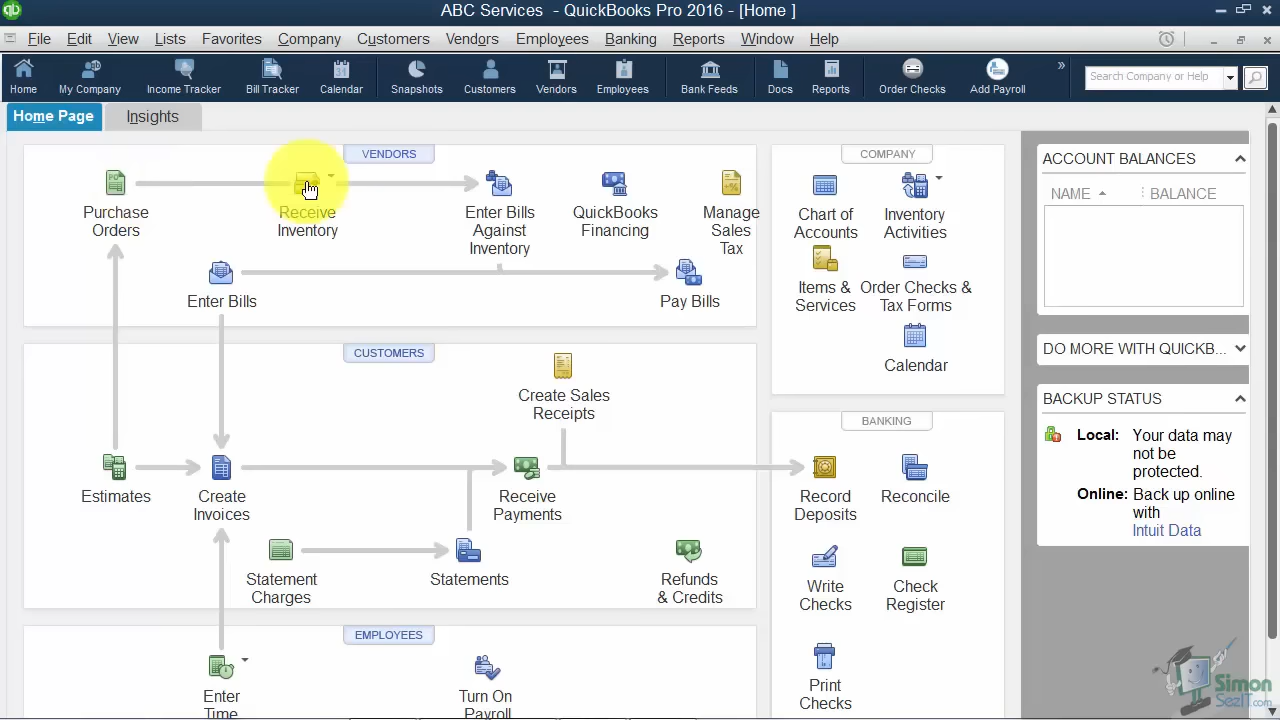 ABC Services - QuickBooks Pro 2016 - [Home ]
File Edit View Lists Favorites Company Customers Vendors Employees Banking Reports Window Help
Home My Company Income Tracker Bill Tracker Calendar Snapshots Customers Vendors Employees Bank Feeds Docs Reports Order Checks Add Payroll » Search Company or Help
Home Page Insights
VENDORS
Purchase
Orders
Receive
Inventory
Enter Bills
Against
Inventory
QuickBooks
Financing
Manage
Sales
Tax
Enter Bills
Pay Bills
CUSTOMERS
Create Sales
Receipts
Estimates
Create
Invoices
Receive
Payments
Statement
Charges
Statements
Refunds
& Credits
EMPLOYEES
Enter
Time
Turn On
Payroll
COMPANY
Chart of
Accounts
Inventory
Activities
Items &
Services
Order Checks &
Tax Forms
Calendar
BANKING
Record
Deposits
Reconcile
Write
Checks
Check
Register
Print
Checks
ACCOUNT BALANCES
NAME BALANCE
DO MORE WITH QUICKB...
BACKUP STATUS
Local: Your data may
not be
protected.
Online: Back up online
with
Intuit Data
Simon
SezIT.com
qb